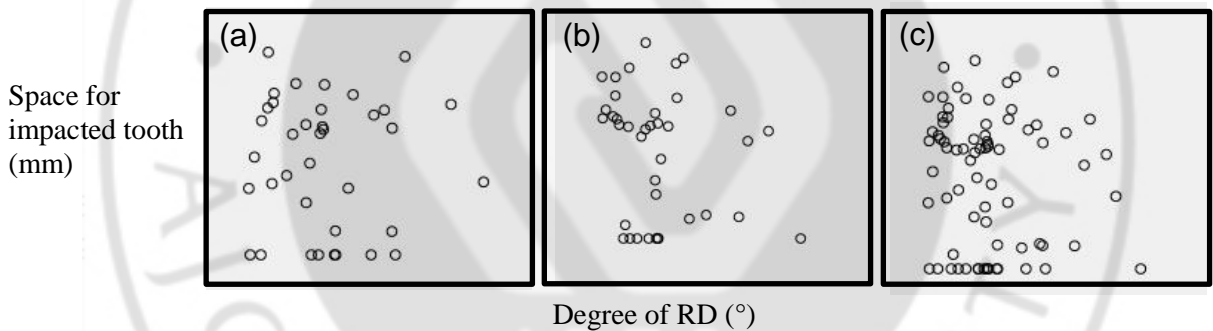 (a)
(b)
(c)
Space for
impacted tooth
(mm)
Degree of RD (°)